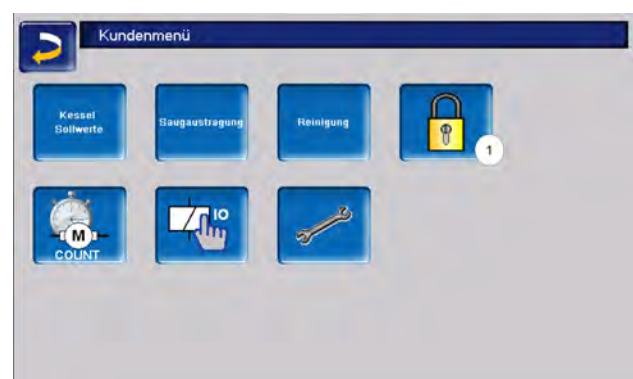 Kundenmenü
Kessel
Sollwerte
Saugaustragung
Reinigung
1
M
COUNT
IO